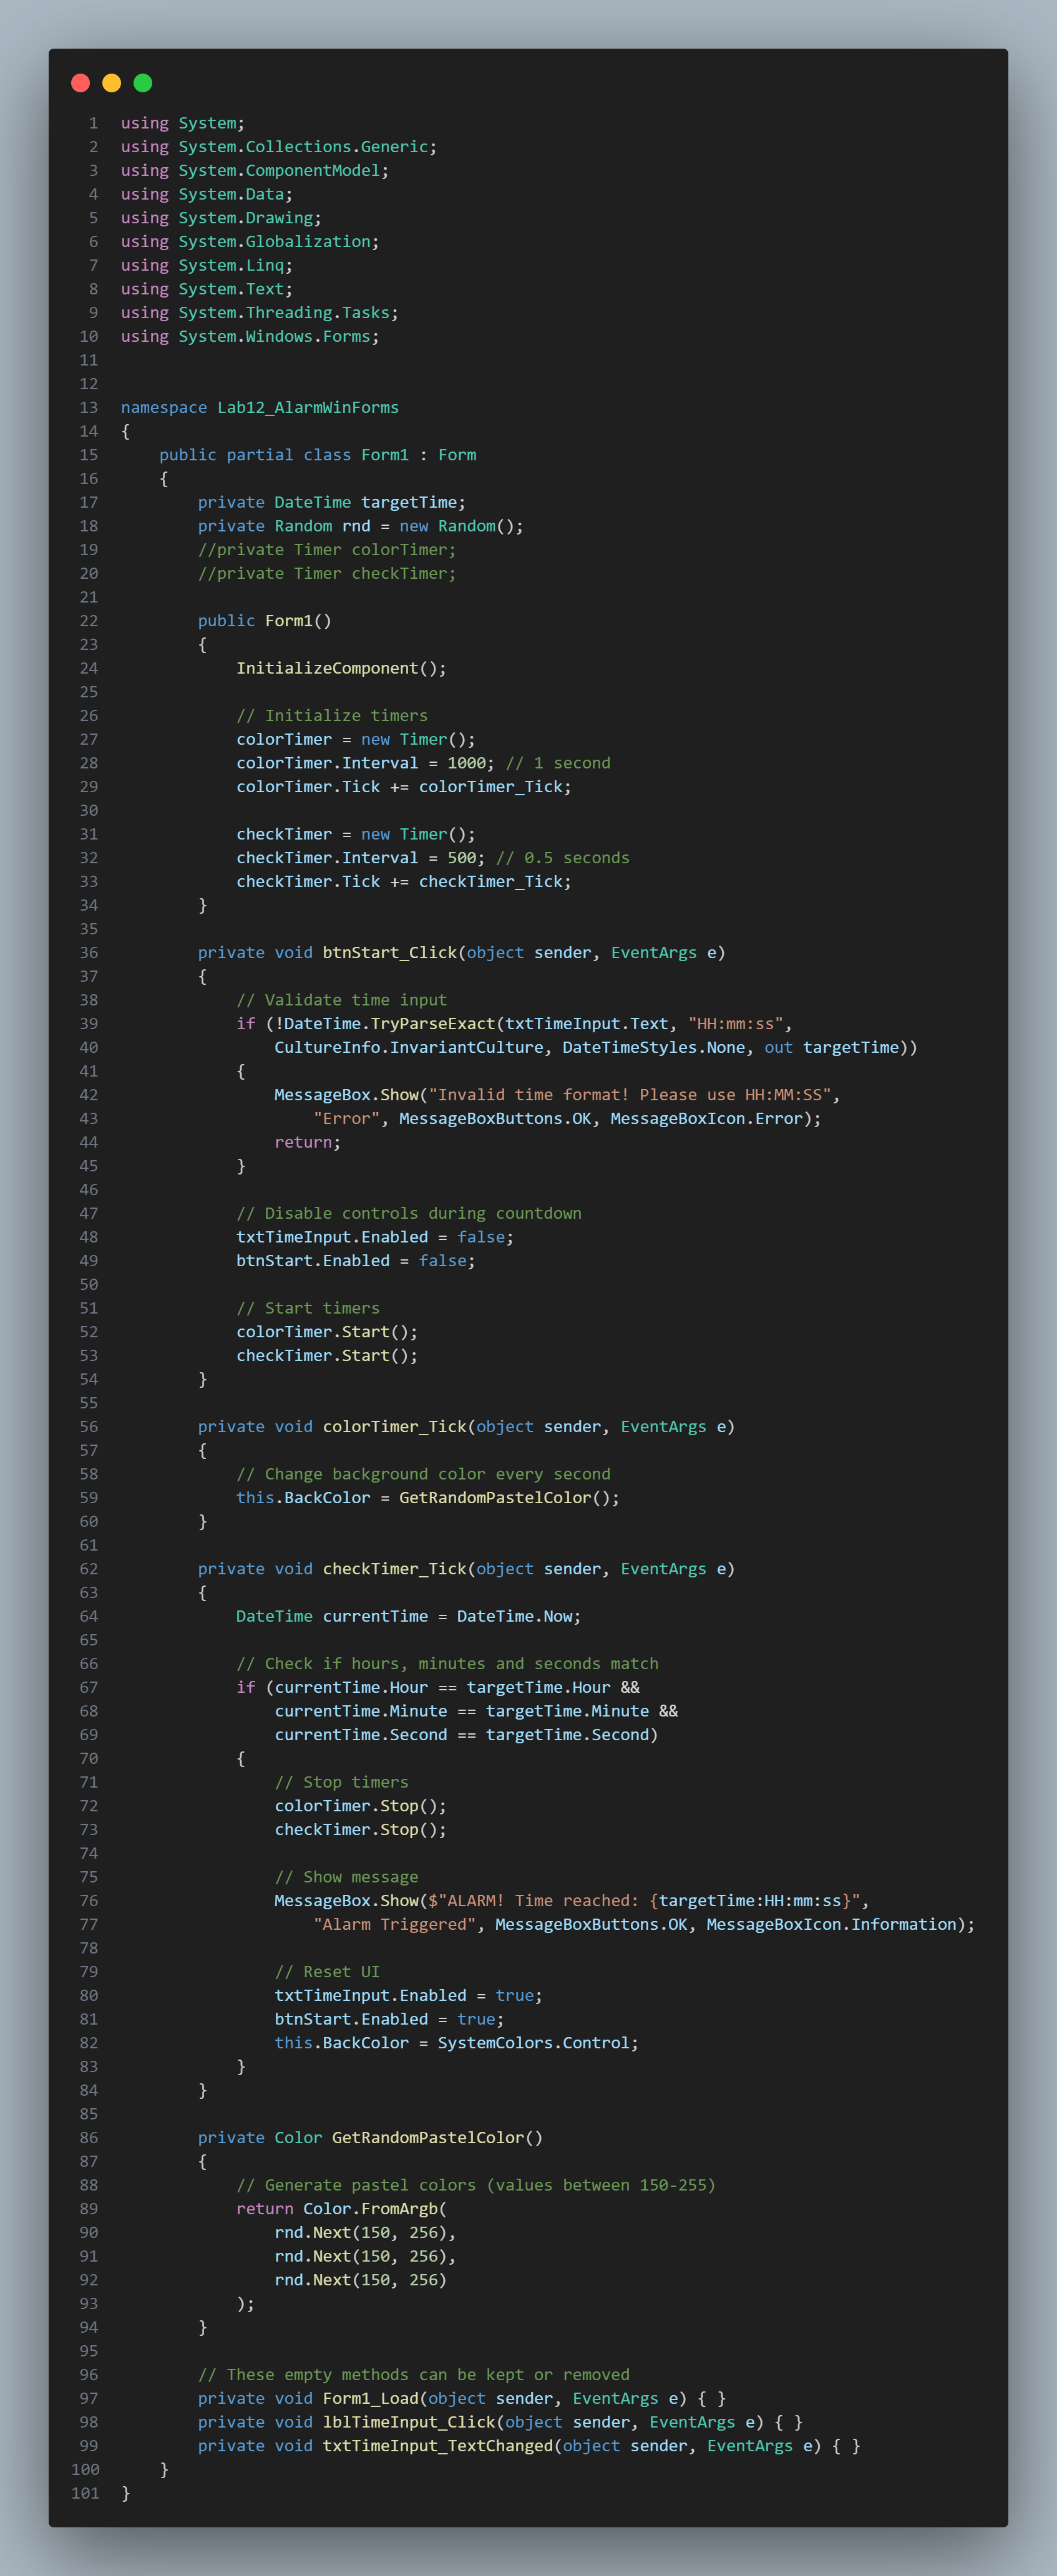 1 using System;
2 using System.Collections.Generic;
3 using System.ComponentModel;
4 using System.Data;
5 using System.Drawing;
6 using System.Globalization;
7 using System.Linq;
8 using System.Text;
9 using System.Threading.Tasks;
10 using System.Windows.Forms;
11
12
13 namespace Lab12_AlarmWinForms
14 {
15     public partial class Form1 : Form
16     {
17         private DateTime targetTime;
18         private Random rnd = new Random();
19         //private Timer colorTimer;
20         //private Timer checkTimer;
21
22         public Form1()
23         {
24             InitializeComponent();
25
26             // Initialize timers
27             colorTimer = new Timer();
28             colorTimer.Interval = 1000; // 1 second
29             colorTimer.Tick += colorTimer_Tick;
30
31             checkTimer = new Timer();
32             checkTimer.Interval = 500; // 0.5 seconds
33             checkTimer.Tick += checkTimer_Tick;
34         }
35
36         private void btnStart_Click(object sender, EventArgs e)
37         {
38             // Validate time input
39             if (!DateTime.TryParseExact(txtTimeInput.Text, "HH:mm:ss",
40                 CultureInfo.InvariantCulture, DateTimeStyles.None, out targetTime))
41             {
42                 MessageBox.Show("Invalid time format! Please use HH:MM:SS",
43                     "Error", MessageBoxButtons.OK, MessageBoxIcon.Error);
44                 return;
45             }
46
47             // Disable controls during countdown
48             txtTimeInput.Enabled = false;
49             btnStart.Enabled = false;
50
51             // Start timers
52             colorTimer.Start();
53             checkTimer.Start();
54         }
55
56         private void colorTimer_Tick(object sender, EventArgs e)
57         {
58             // Change background color every second
59             this.BackColor = GetRandomPastelColor();
60         }
61
62         private void checkTimer_Tick(object sender, EventArgs e)
63         {
64             DateTime currentTime = DateTime.Now;
65
66             // Check if hours, minutes and seconds match
67             if (currentTime.Hour == targetTime.Hour &&
68                 currentTime.Minute == targetTime.Minute &&
69                 currentTime.Second == targetTime.Second)
70             {
71                 // Stop timers
72                 colorTimer.Stop();
73                 checkTimer.Stop();
74
75                 // Show message
76                 MessageBox.Show($"ALARM! Time reached: {targetTime:HH:mm:ss}",
77                     "Alarm Triggered", MessageBoxButtons.OK, MessageBoxIcon.Information);
78
79                 // Reset UI
80                 txtTimeInput.Enabled = true;
81                 btnStart.Enabled = true;
82                 this.BackColor = SystemColors.Control;
83             }
84         }
85
86         private Color GetRandomPastelColor()
87         {
88             // Generate pastel colors (values between 150-255)
89             return Color.FromArgb(
90                 rnd.Next(150, 256),
91                 rnd.Next(150, 256),
92                 rnd.Next(150, 256)
93             );
94         }
95
96         // These empty methods can be kept or removed
97         private void Form1_Load(object sender, EventArgs e) { }
98         private void lblTimeInput_Click(object sender, EventArgs e) { }
99         private void txtTimeInput_TextChanged(object sender, EventArgs e) { }
100     }
101 }